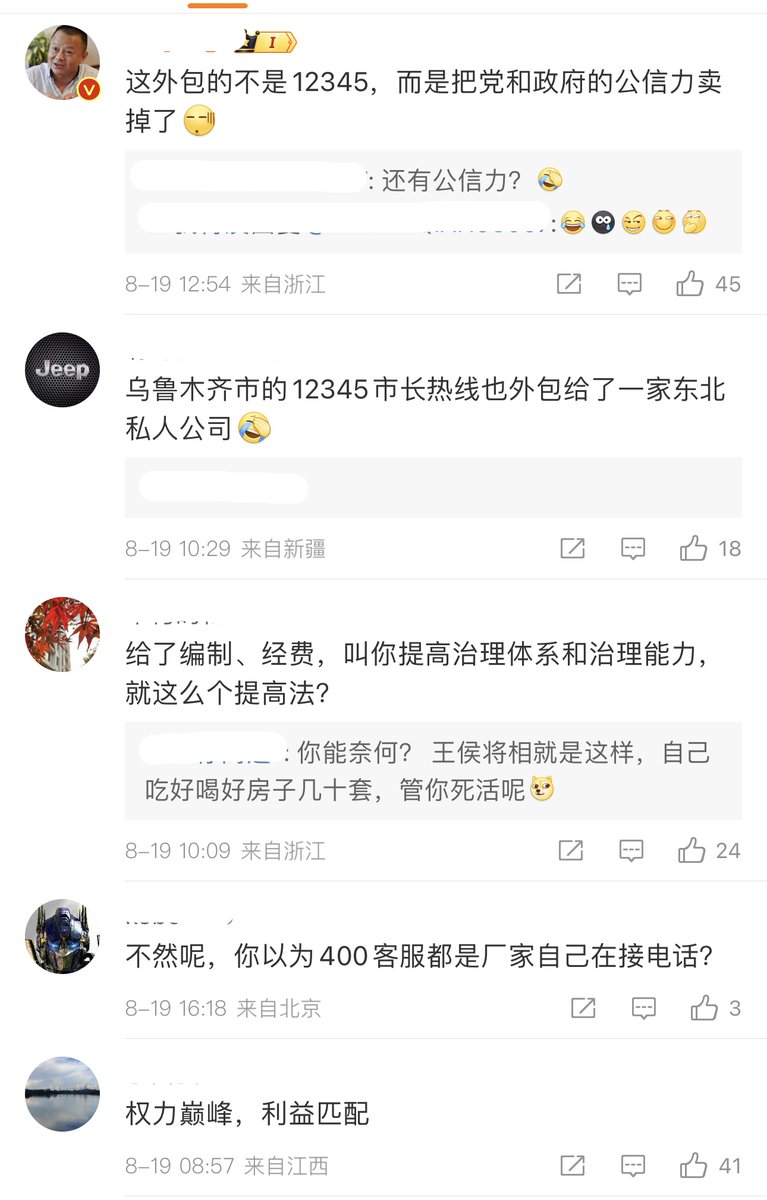 I
这外包的不是12345，而是把党和政府的公信力卖
掉了
：还有公信力？
:
8-19 12:54 来自浙江
45
Jeep
乌鲁木齐市的12345市长热线也外包给了一家东北
私人公司
8-19 10:29 来自新疆
18
给了编制、经费，叫你提高治理体系和治理能力，
就这么个提高法？
：你能奈何？ 王侯将相就是这样，自己
吃好喝好房子几十套，管你死活呢
8-19 10:09 来自浙江
24
不然呢，你以为400客服都是厂家自己在接电话？
8-19 16:18 来自北京
3
权力巅峰，利益匹配
8-19 08:57 来自江西
41